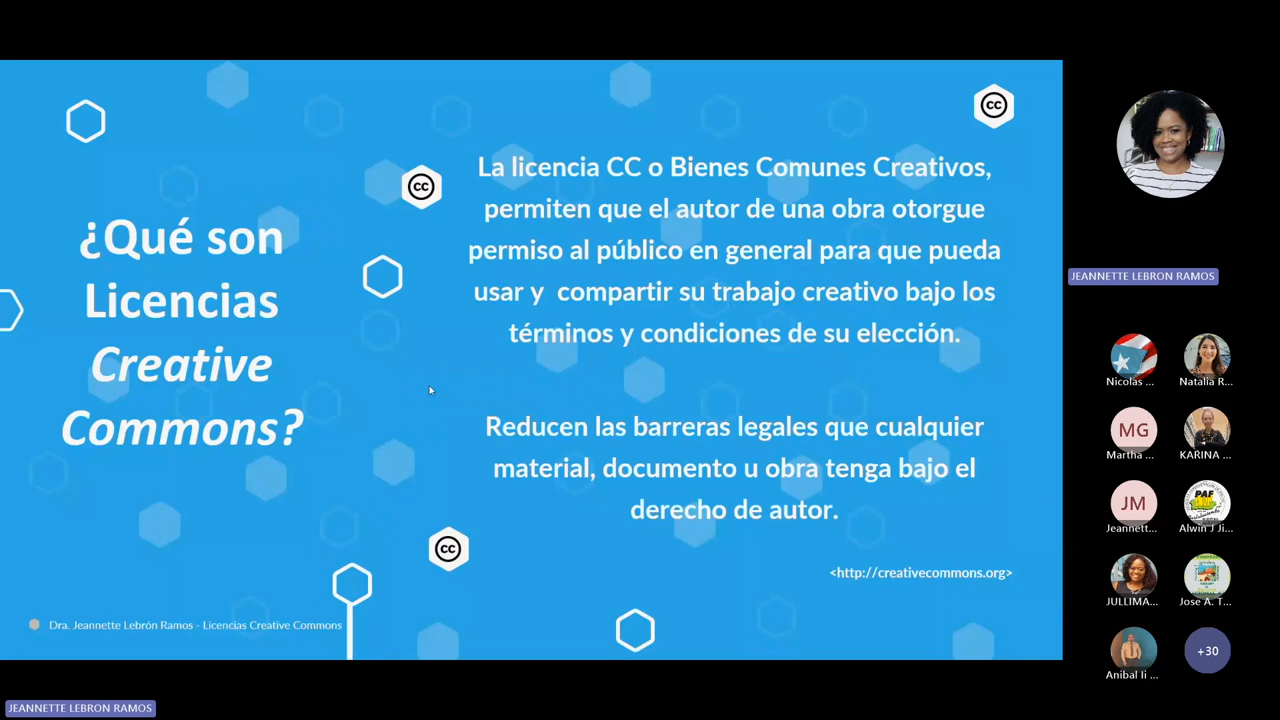 ¿Qué son
Licencias
Creative
Commons?
cc
cc
cc
La licencia CC o Bienes Comunes Creativos,
permiten que el autor de una obra otorgue
permiso al público en general para que pueda
usar y compartir su trabajo creativo bajo los
términos y condiciones de su elección.
Reducen las barreras legales que cualquier
material, documento u obra tenga bajo el
derecho de autor.
<http://creativecommons.org>
Dra. Jeannette Lebrón Ramos - Licencias Creative Commons
JEANNETTE LEBRON RAMOS
Nicolas ...
Natalia R...
MG
Martha ...
KARINA ...
JM
Jeannett...
PAF
Alwin J Ji...
JULLIMA...
Jose A. T...
Anibal Ii ...
+30
JEANNETTE LEBRON RAMOS